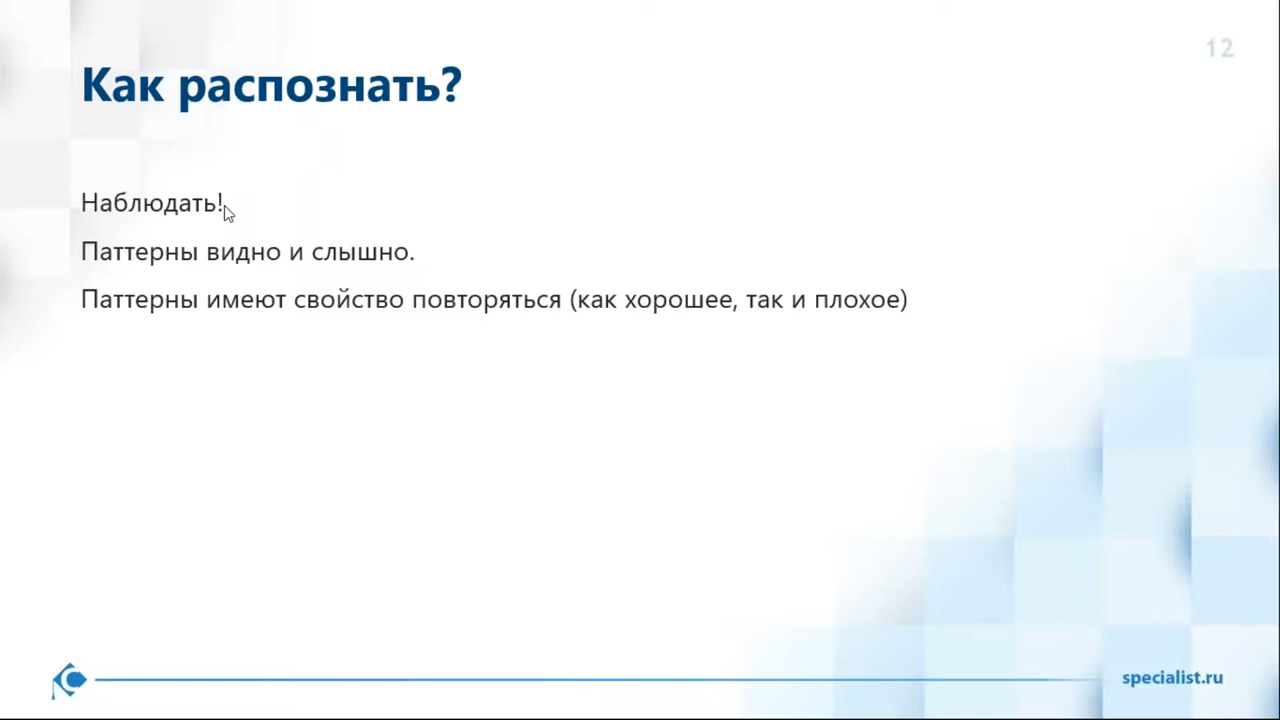 12
Как распознать?
Наблюдать!
Паттерны видно и слышно.
Паттерны имеют свойство повторяться (как хорошее, так и плохое)
specialist.ru